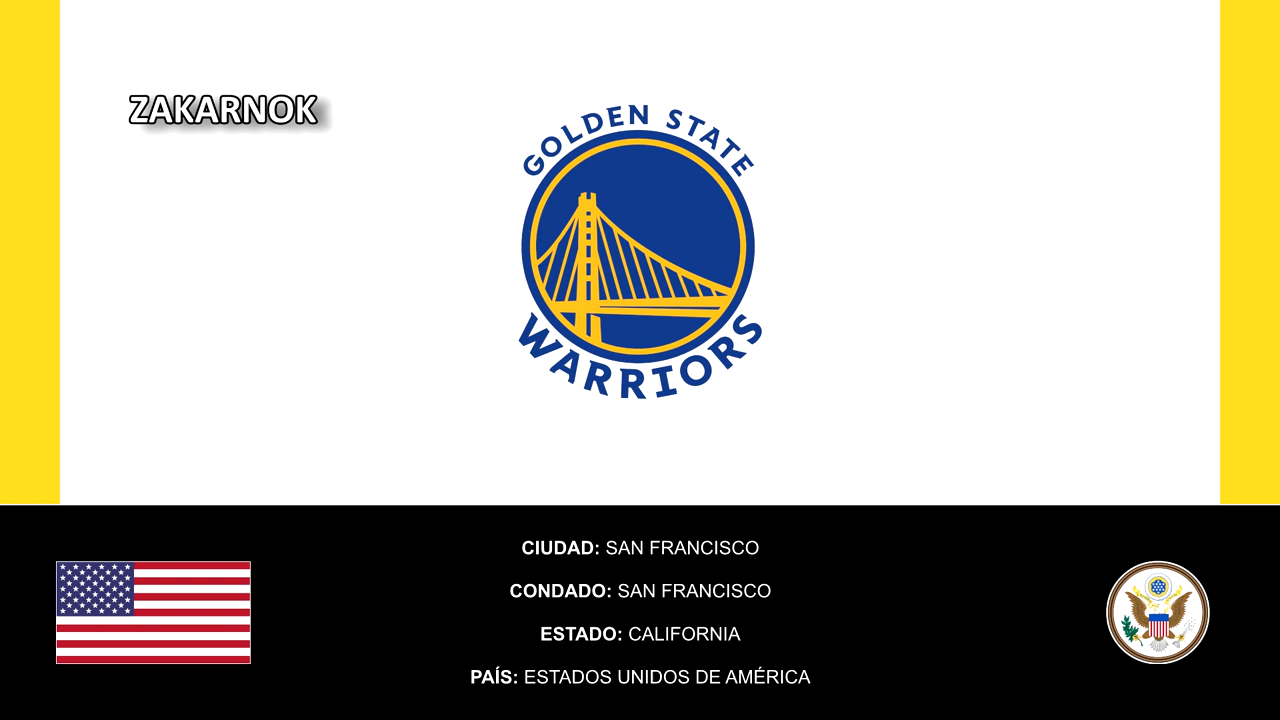 ZAKARNOK
GOLDEN STATE
WARRIORS
CIUDAD: SAN FRANCISCO
CONDADO: SAN FRANCISCO
ESTADO: CALIFORNIA
PAÍS: ESTADOS UNIDOS DE AMÉRICA